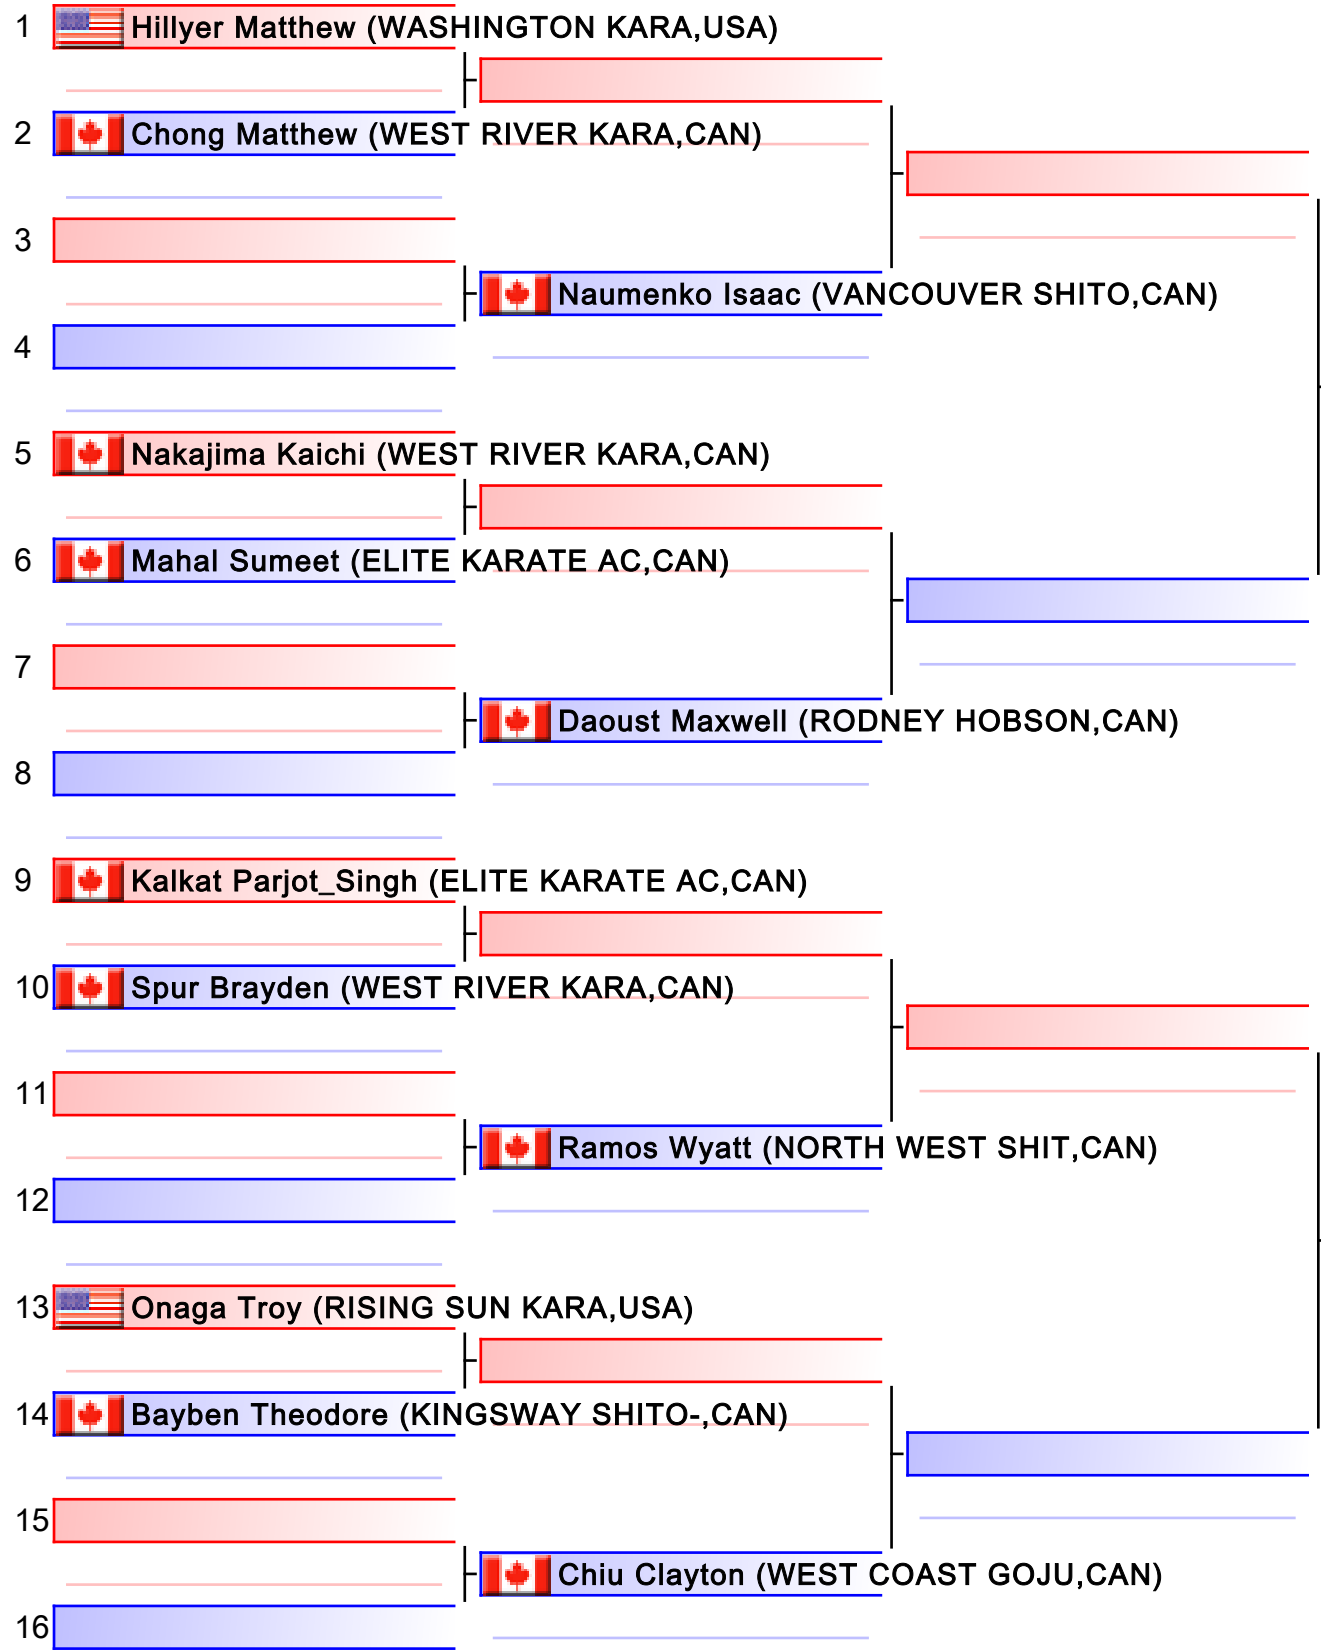 1 Hillyer Matthew (WASHINGTON KARA,USA)
2 Chong Matthew (WEST RIVER KARA,CAN)
3
Naumenko Isaac (VANCOUVER SHITO,CAN)
4
5 Nakajima Kaichi (WEST RIVER KARA,CAN)
6 Mahal Sumeet (ELITE KARATE AC,CAN)
7
Daoust Maxwell (RODNEY HOBSON,CAN)
8
9 Kalkat Parjot_Singh (ELITE KARATE AC,CAN)
10 Spur Brayden (WEST RIVER KARA,CAN)
11
Ramos Wyatt (NORTH WEST SHIT,CAN)
12
13 Onaga Troy (RISING SUN KARA,USA)
14 Bayben Theodore (KINGSWAY SHITO-,CAN)
15
Chiu Clayton (WEST COAST GOJU,CAN)
16